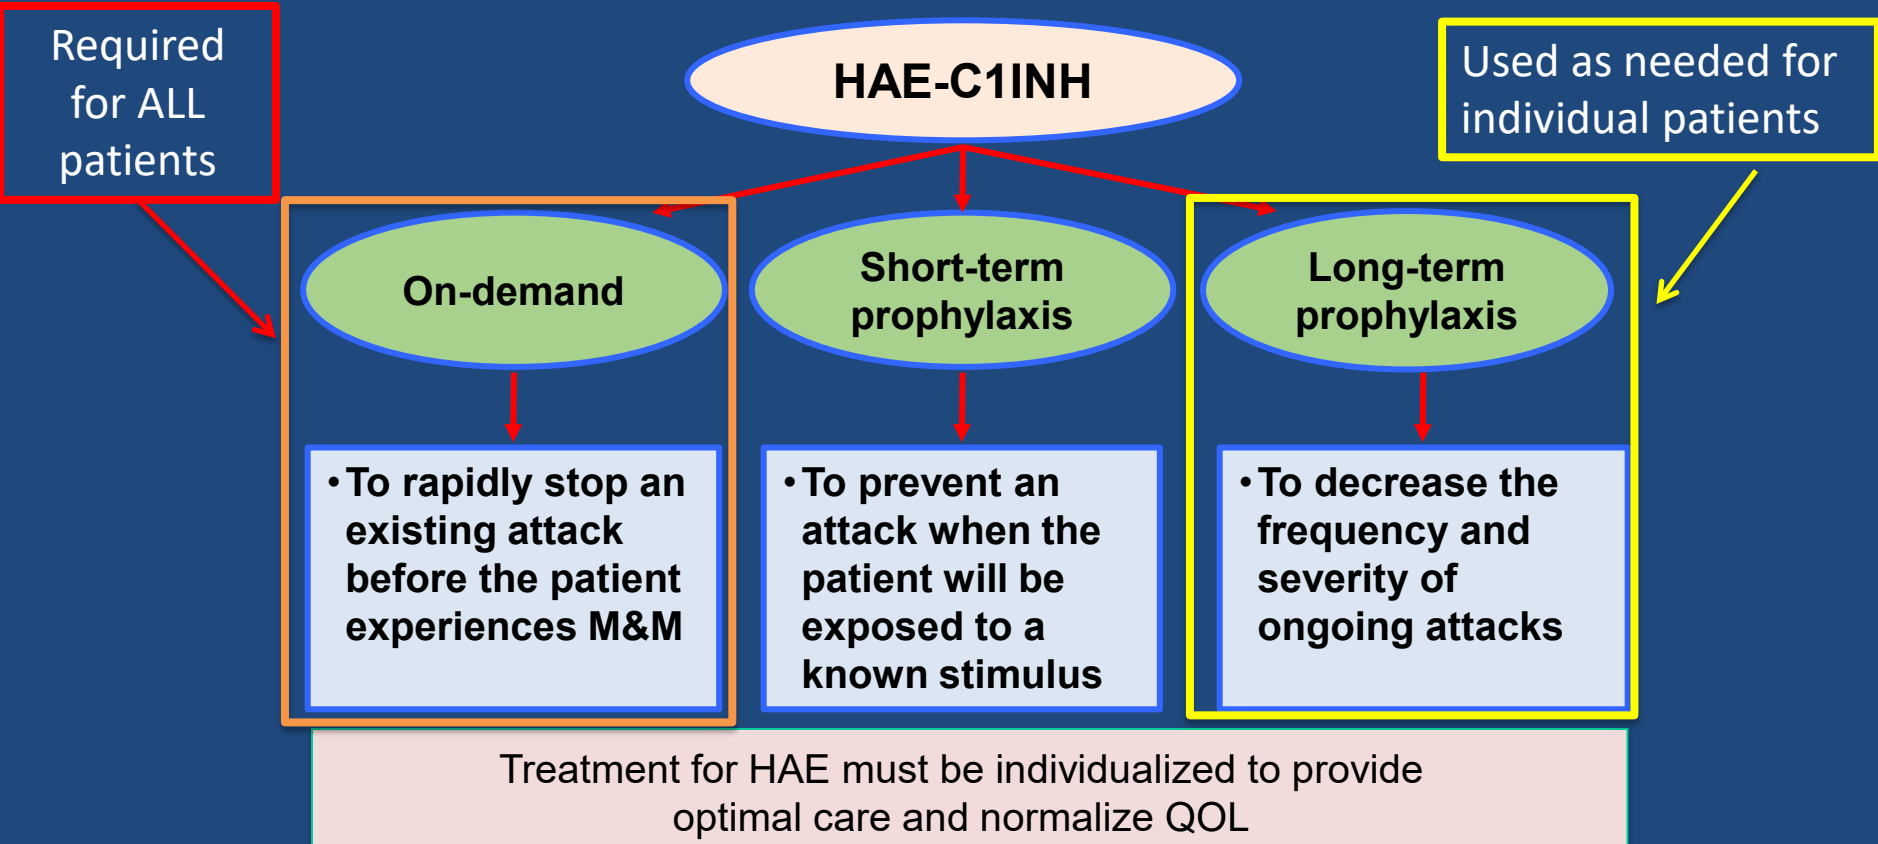 Required
for ALL
patients
HAE-C1INH
Used as needed for
individual patients
On-demand
Short-term
prophylaxis
Long-term
prophylaxis
• To rapidly stop an
existing attack
before the patient
experiences M&M
• To prevent an
attack when the
patient will be
exposed to a
known stimulus
• To decrease the
frequency and
severity of
ongoing attacks
Treatment for HAE must be individualized to provide
optimal care and normalize QOL